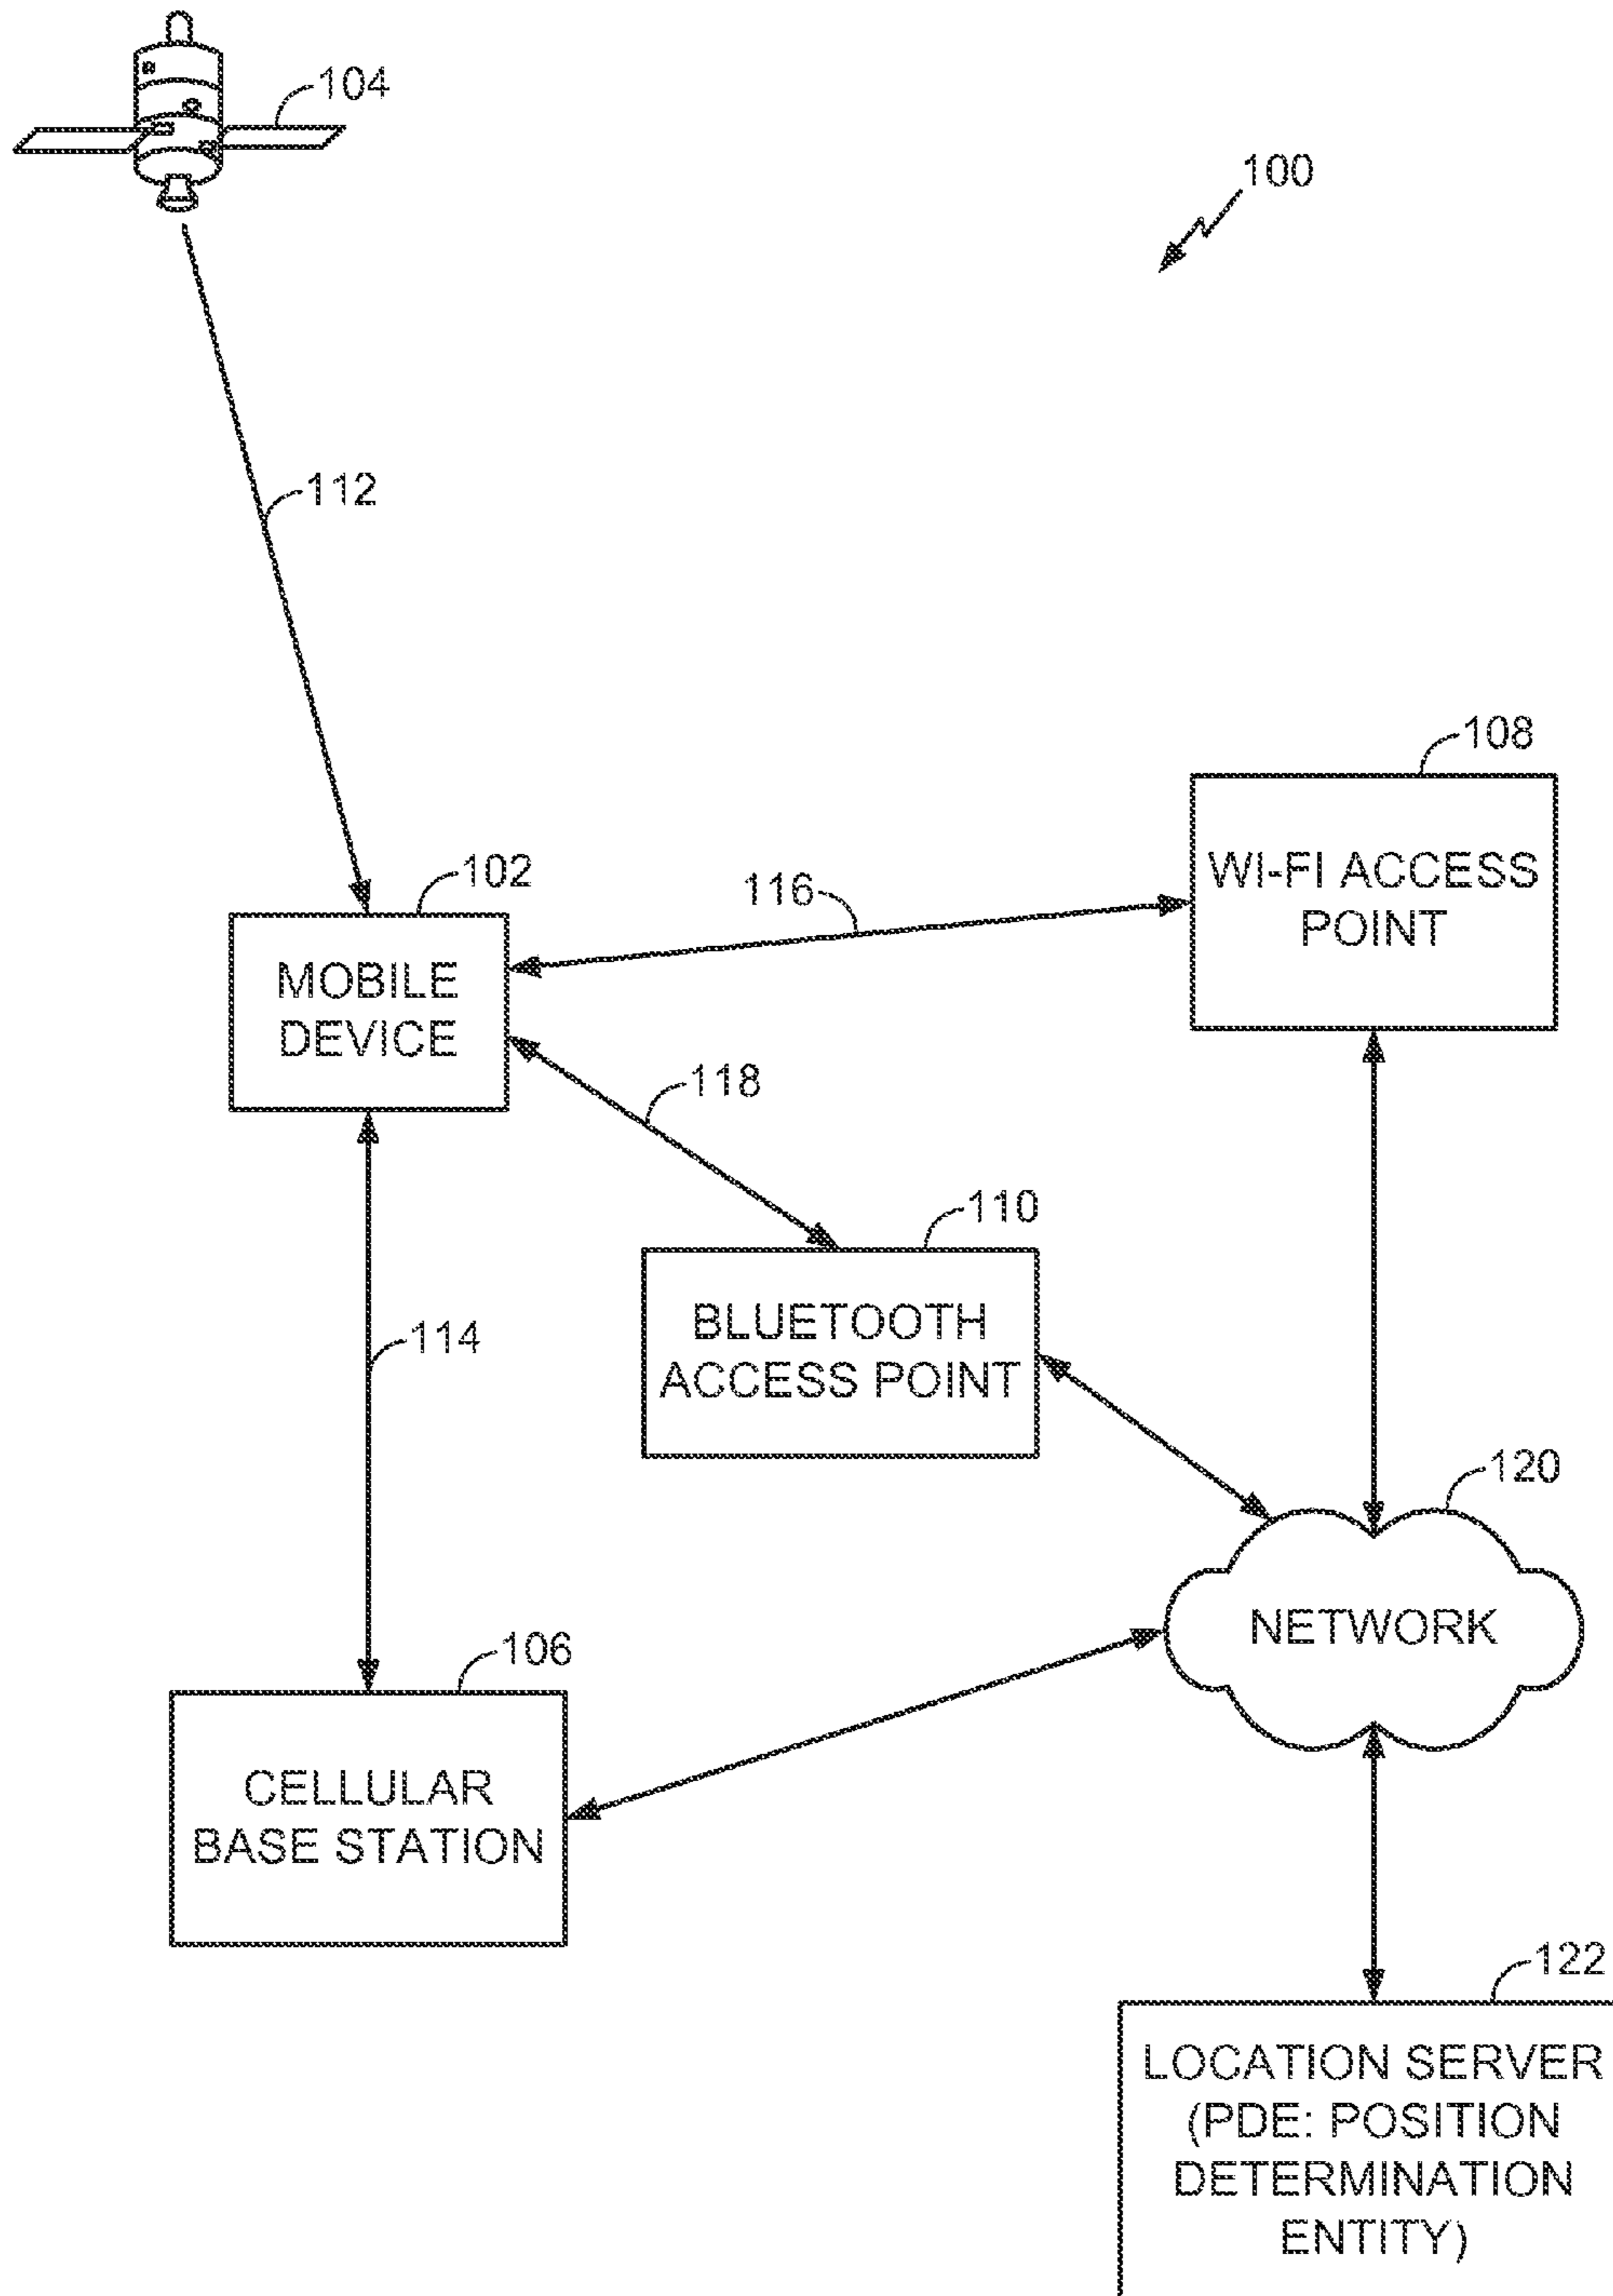 104
100
112
108
102
116
WI-FI ACCESS
POINT
MOBILE
DEVICE
118
110
BLUETOOTH
ACCESS POINT
114
120
NETWORK
106
CELLULAR
BASE STATION
122
LOCATION SERVER
(PDE: POSITION
DETERMINATION
ENTITY)